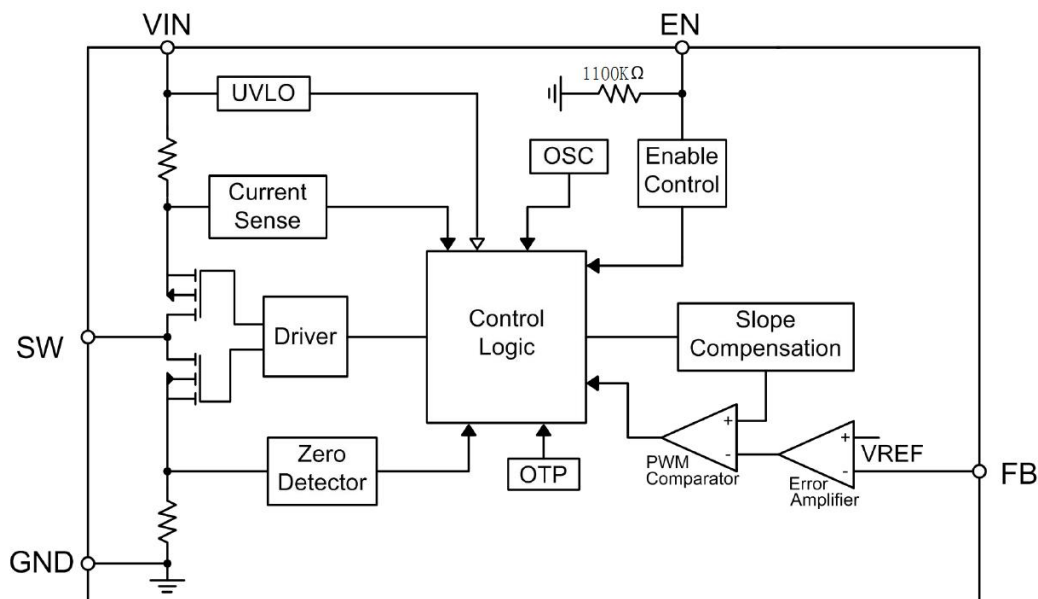 VIN
EN
1100KΩ
UVLO
OSC
Enable
Control
Current
Sense
SW
Driver
Control
Logic
Slope
Compensation
+
-
PWM
Comparator
+
-
VREF
Error
Amplifier
FB
Zero
Detector
OTP
GND